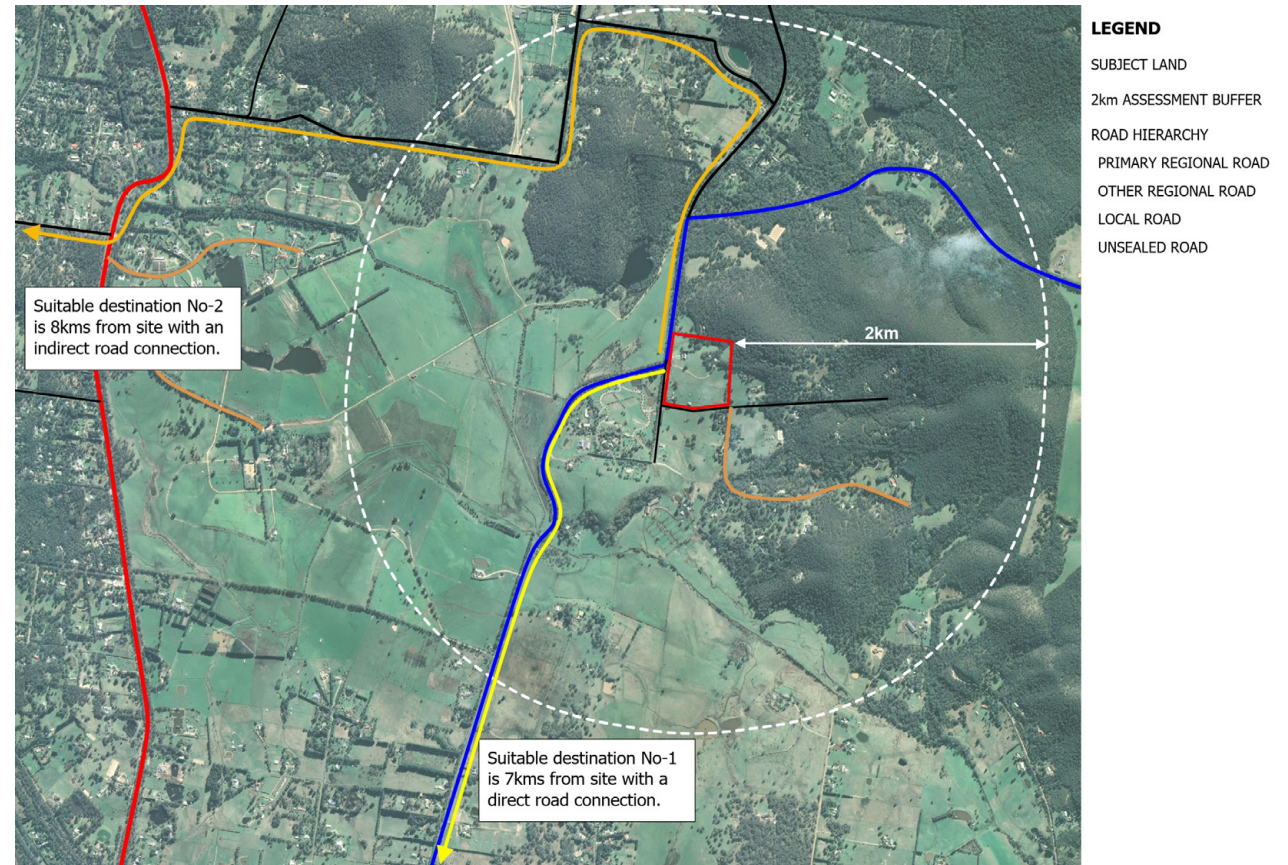 LEGEND
SUBJECT LAND
2km ASSESSMENT BUFFER
ROAD HIERARCHY
PRIMARY REGIONAL ROAD
OTHER REGIONAL ROAD
LOCAL ROAD
UNSEALED ROAD
2km
Suitable destination No-2
is 8kms from site with an
indirect road connection.
Suitable destination No-1
is 7kms from site with a
direct road connection.